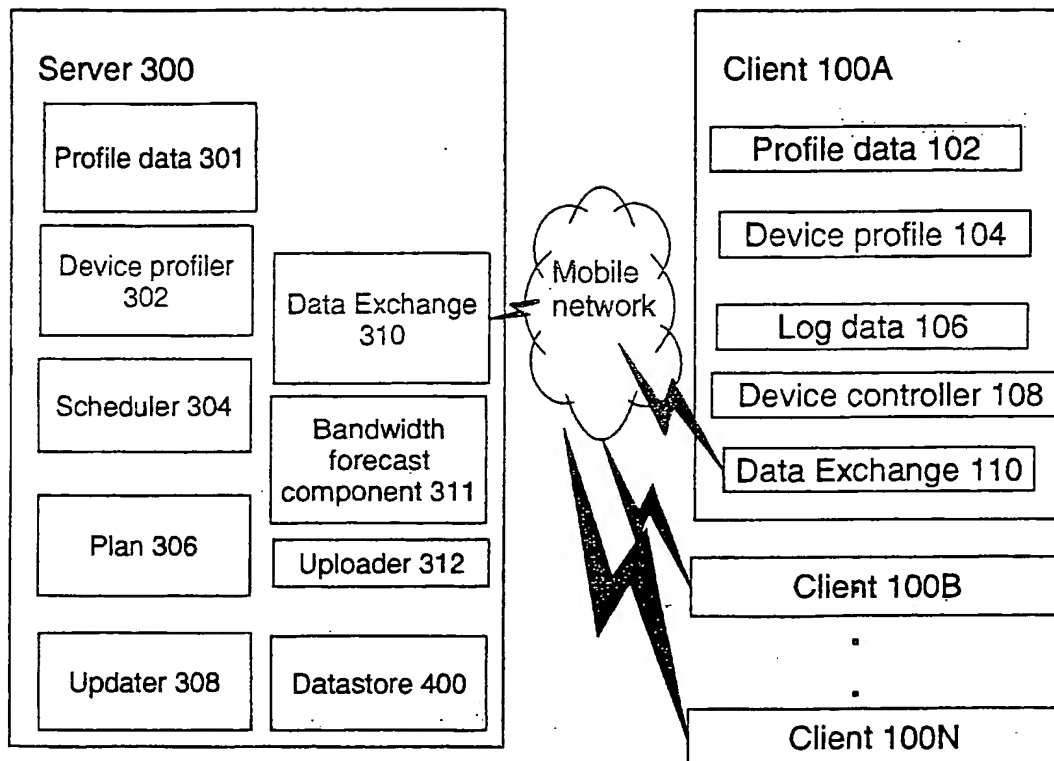 Server 300
Profile data 301
Device profiler
302
Scheduler 304
Plan 306
Updater 308
Data Exchange
310
Bandwidth
forecast
component 311
Uploader 312
Datastore 400
Mobile
network
Client 100A
Profile data 102
Device profile 104
Log data 106
Device controller 108
Data Exchange 110
Client 100B
Client 100N